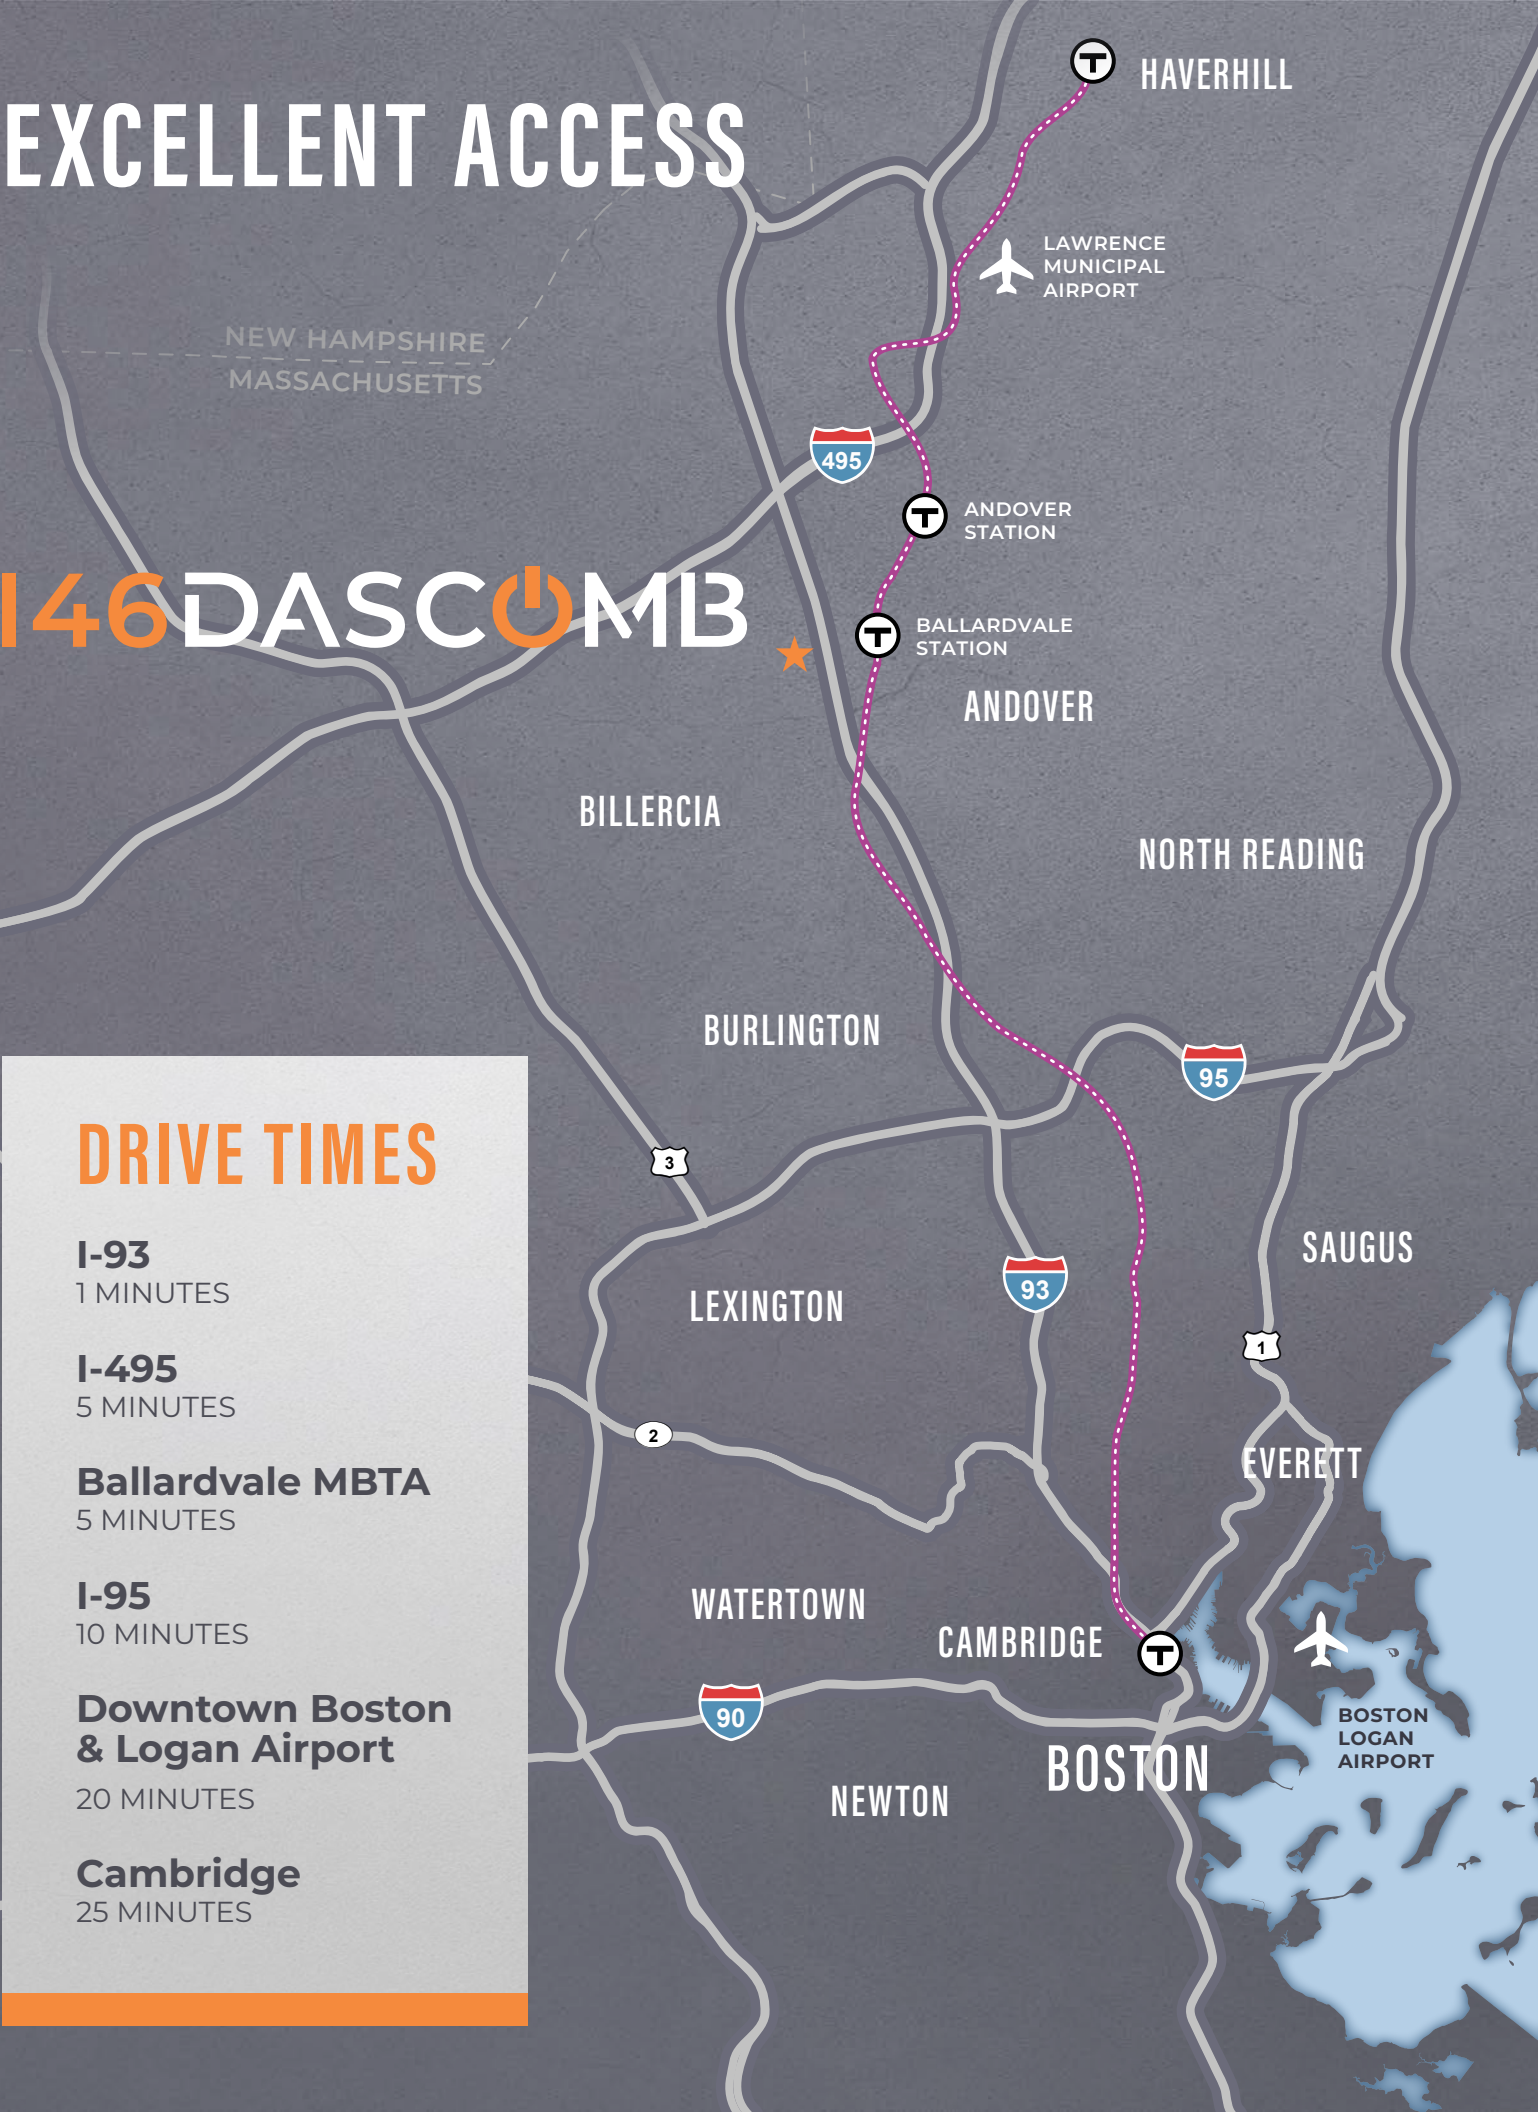 EXCELLENT ACCESS
HAVERHILL
LAWRENCE
MUNICIPAL
AIRPORT
NEW HAMPSHIRE
MASSACHUSETTS
495
ANDOVER
STATION
146 DASCOMB
BALLARDVALE
STATION
ANDOVER
BILLERCIA
NORTH READING
BURLINGTON
95
3
SAUGUS
93
LEXINGTON
1
2
EVERETT
WATERTOWN
CAMBRIDGE
90
BOSTON
LOGAN
AIRPORT
BOSTON
NEWTON
DRIVE TIMES
I-93
1 MINUTES
I-495
5 MINUTES
Ballardvale MBTA
5 MINUTES
I-95
10 MINUTES
Downtown Boston
& Logan Airport
20 MINUTES
Cambridge
25 MINUTES
T
T
T
T